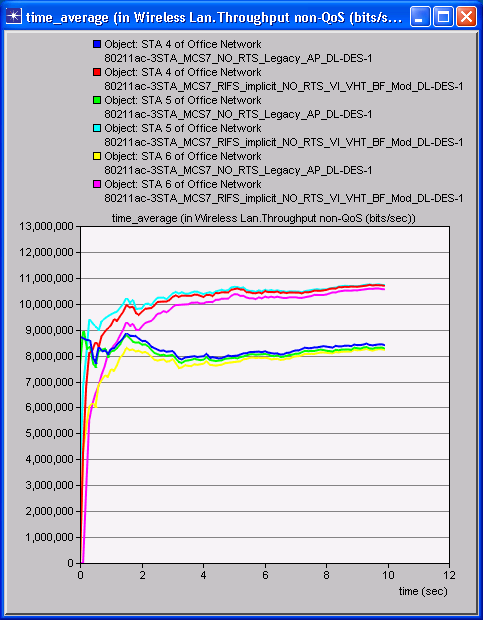 time_average (in Wireless Lan.Throughput non-QoS (bits/s...
Object: STA 4 of Office Network
80211ac-3STA_MCS7_NO_RTS_Legacy_AP_DL-DES-1
Object: STA 4 of Office Network
80211ac-3STA_MCS7_RIFS_implicit_NO_RTS_VI_VHT_BF_Mod_DL-DES-1
Object: STA 5 of Office Network
80211ac-3STA_MCS7_NO_RTS_Legacy_AP_DL-DES-1
Object: STA 5 of Office Network
80211ac-3STA_MCS7_RIFS_implicit_NO_RTS_VI_VHT_BF_Mod_DL-DES-1
Object: STA 6 of Office Network
80211ac-3STA_MCS7_NO_RTS_Legacy_AP_DL-DES-1
Object: STA 6 of Office Network
80211ac-3STA_MCS7_RIFS_implicit_NO_RTS_VI_VHT_BF_Mod_DL-DES-1
time_average (in Wireless Lan.Throughput non-QoS (bits/sec))
13,000,000
12,000,000
11,000,000
10,000,000
9,000,000
8,000,000
7,000,000
6,000,000
5,000,000
4,000,000
3,000,000
2,000,000
1,000,000
0
0 2 4 6 8 10 12
time (sec)